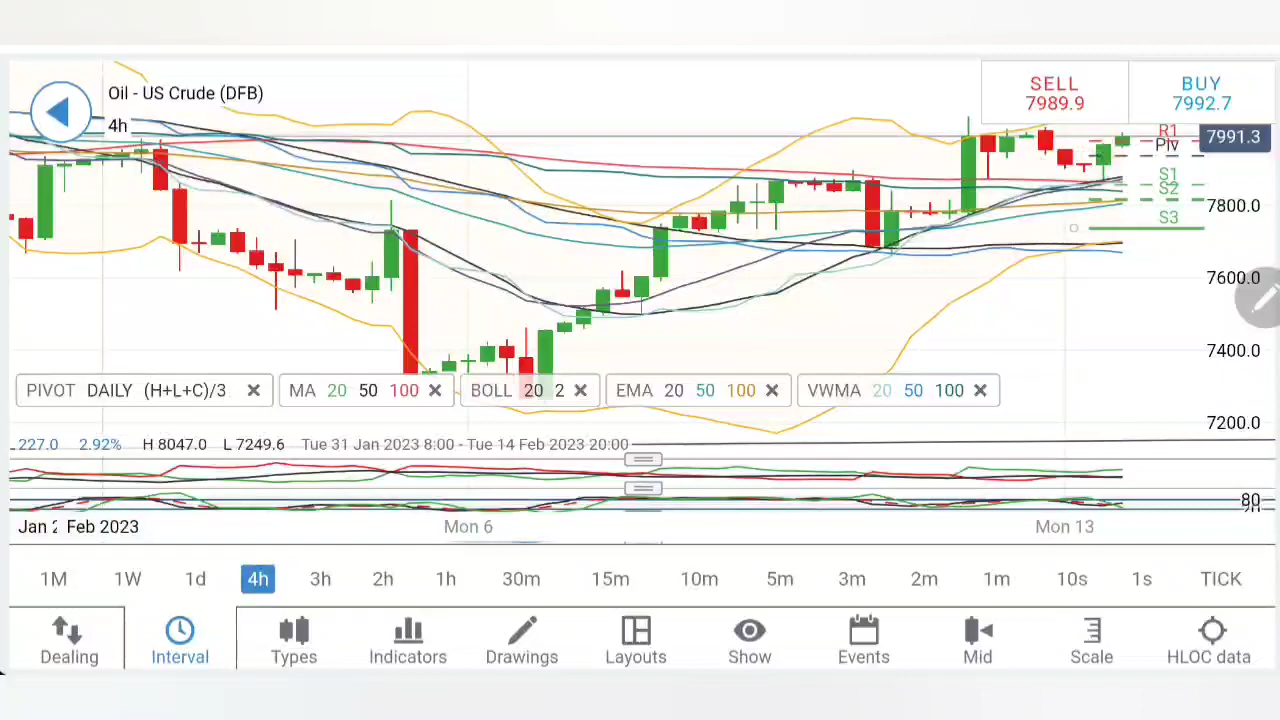 Oil - US Crude (DFB)
4h
SELL
7989.9
BUY
7992.7
R1
Piv
7991.3
S1
S2
S3
7800.0
7600.0
7400.0
7200.0
PIVOT DAILY (H+L+C)/3
MA 20 50 100
BOLL 20 2
EMA 20 50 100
VWMA 20 50 100
227.0 2.92% H 8047.0 L 7249.6 Tue 31 Jan 2023 8:00 - Tue 14 Feb 2023 20:00
80
Jan 2 Feb 2023 Mon 6 Mon 13
1M 1W 1d 4h 3h 2h 1h 30m 15m 10m 5m 3m 2m 1m 10s 1s TICK
Dealing Interval Types Indicators Drawings Layouts Show Events Mid Scale HLOC data